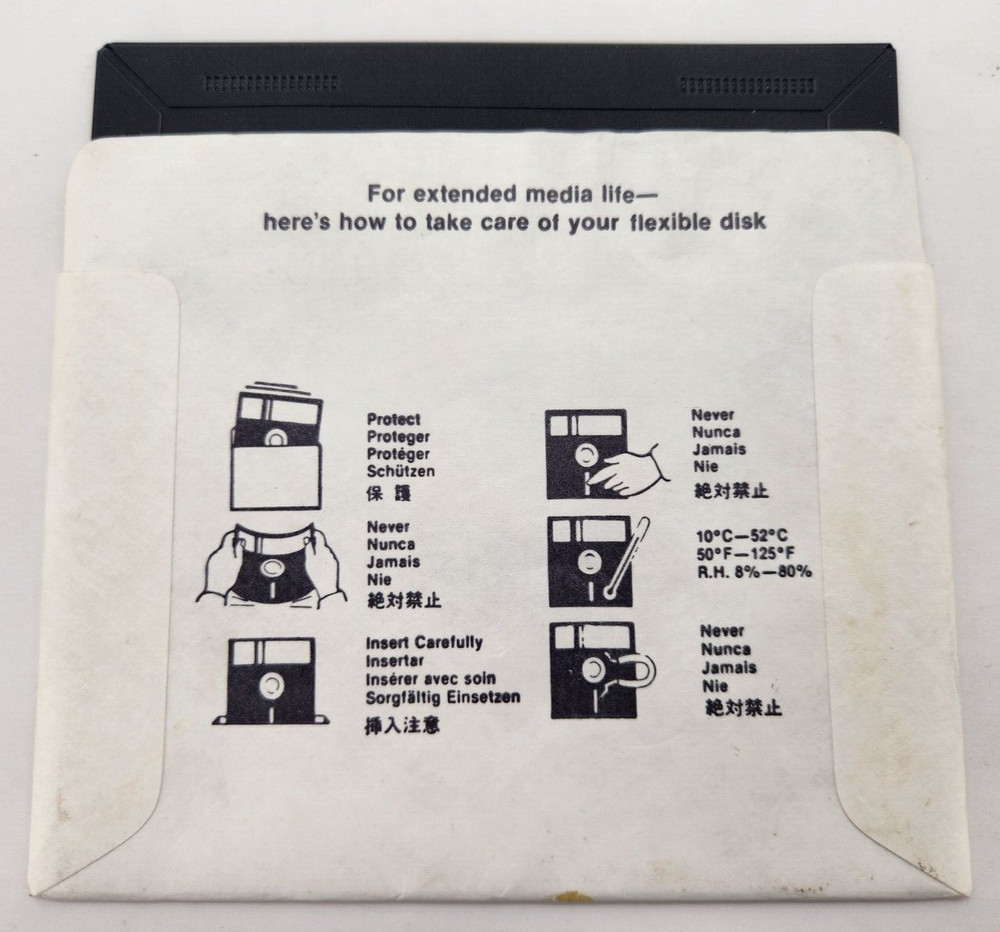 For extended media life—
here's how to take care of your flexible disk
Protect
Proteger
Protéger
Schützen
保 護
Never
Nunca
Jamais
Nie
絶対禁止
Insert Carefully
Insertar
Insérer avec soin
Sorgfältig Einsetzen
挿入注意
Never
Nunca
Jamais
Nie
絶対禁止
10°C—52°C
50°F—125°F
R.H. 8%—80%
Never
Nunca
Jamais
Nie
絶対禁止